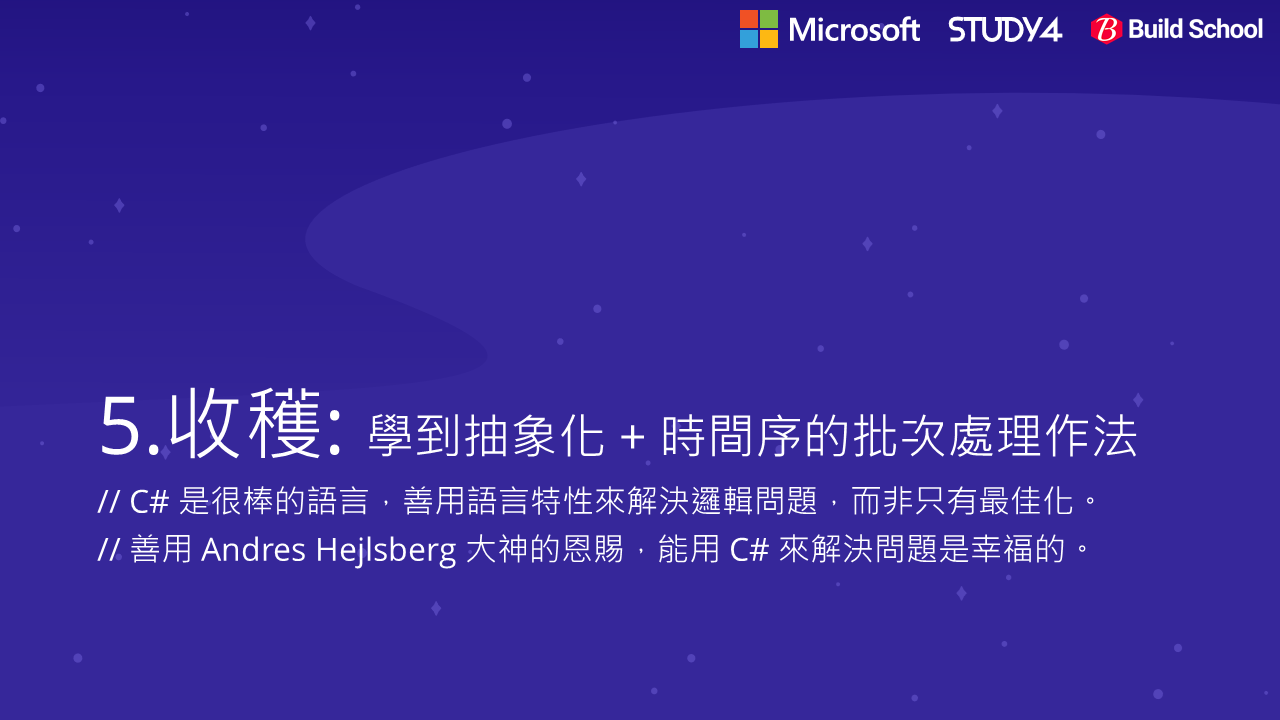 Microsoft STUDY4 Build School
5.收穫: 學到抽象化 + 時間序的批次處理作法
// C# 是很棒的語言，善用語言特性來解決邏輯問題，而非只有最佳化。
// 善用 Andres Hejlsberg 大神的恩賜，能用 C# 來解決問題是幸福的。